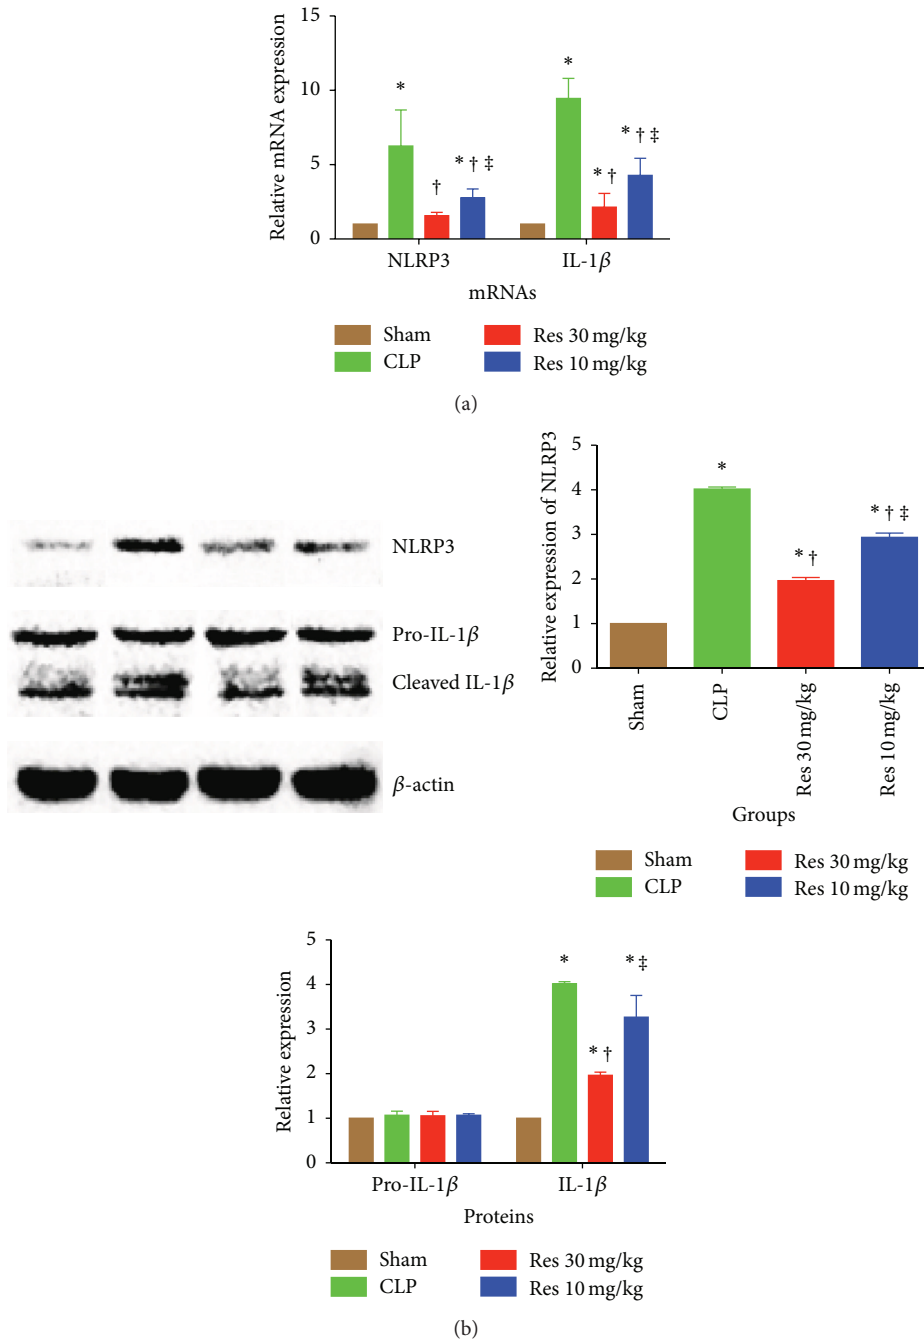 15
10
5
0
Relative mRNA expression
*
†
* † ‡
*
* †
* † ‡
NLRP3 IL-1β
mRNAs
Sham Res 30 mg/kg
CLP Res 10 mg/kg
(a)
NLRP3
Pro-IL-1β
Cleaved IL-1β
β-actin
5
4
3
2
1
0
Relative expression of NLRP3
*
* †
* † ‡
Sham
CLP
Res 30 mg/kg
Res 10 mg/kg
Groups
Sham Res 30 mg/kg
CLP Res 10 mg/kg
5
4
3
2
1
0
Relative expression
*
* †
* ‡
Pro-IL-1β IL-1β
Proteins
Sham Res 30 mg/kg
CLP Res 10 mg/kg
(b)